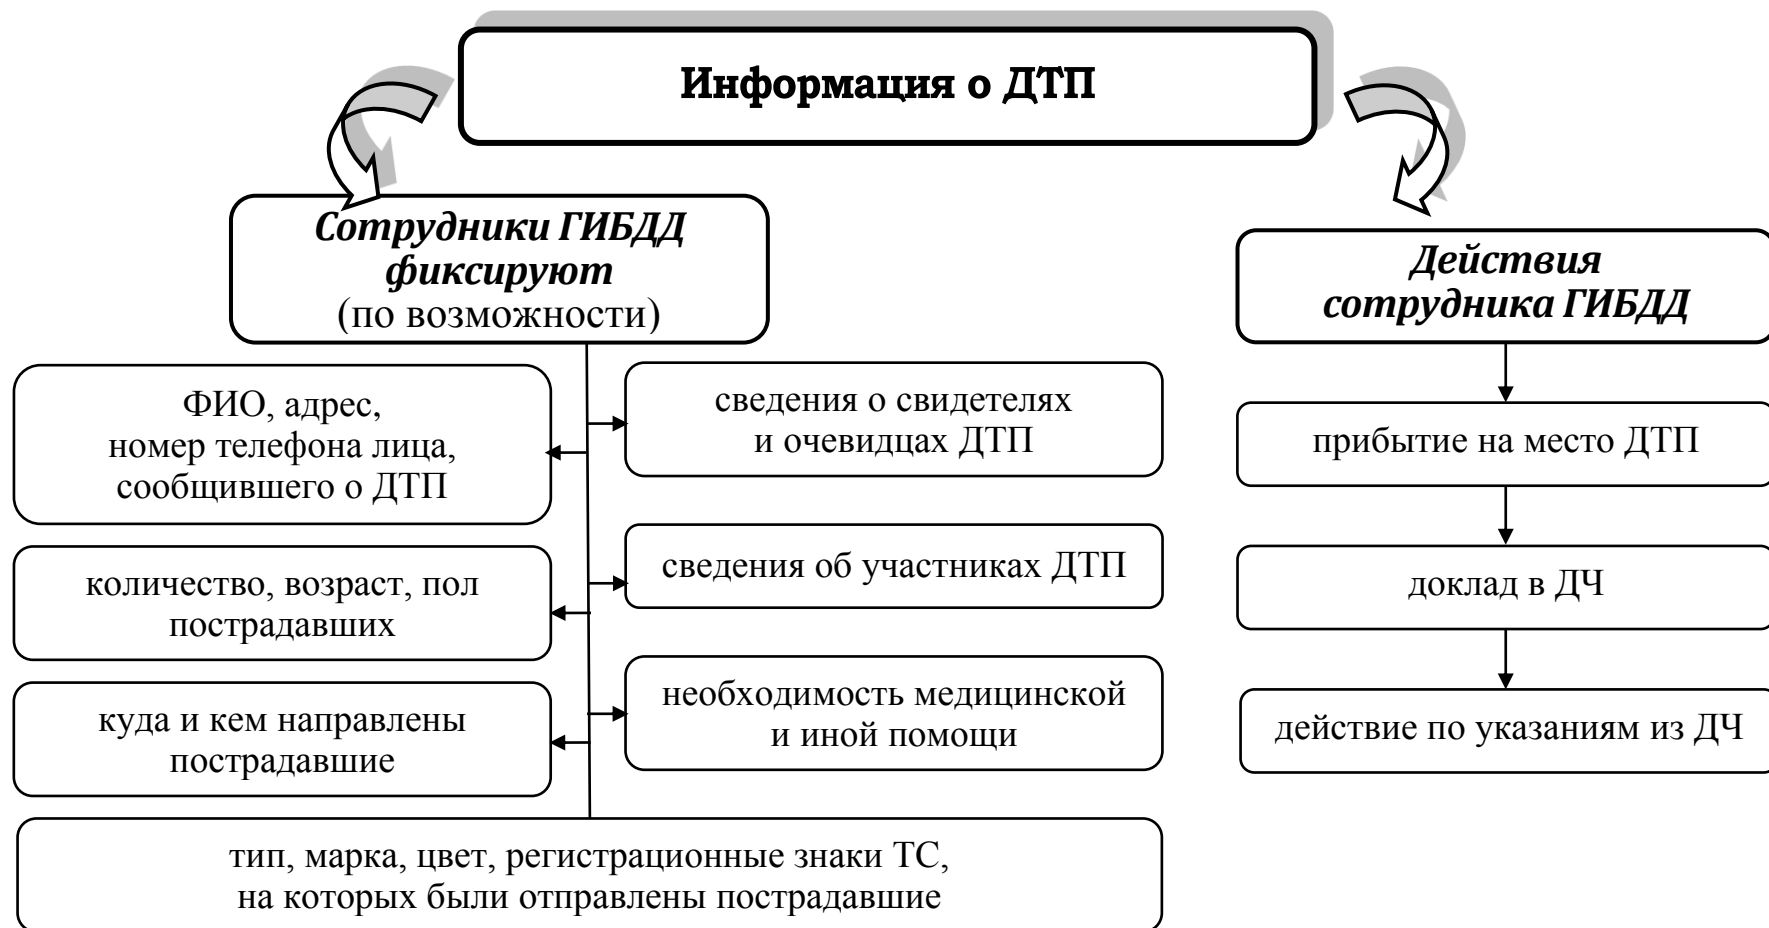 Информация о ДТП
Сотрудники ГИБДД
фиксируют
(по возможности)
ФИО, адрес,
номер телефона лица,
сообщившего о ДТП
сведения о свидетелях
и очевидцах ДТП
количество, возраст, пол
пострадавших
сведения об участниках ДТП
куда и кем направлены
пострадавшие
необходимость медицинской
и иной помощи
тип, марка, цвет, регистрационные знаки ТС,
на которых были отправлены пострадавшие
Действия
сотрудника ГИБДД
прибытие на место ДТП
доклад в ДЧ
действие по указаниям из ДЧ